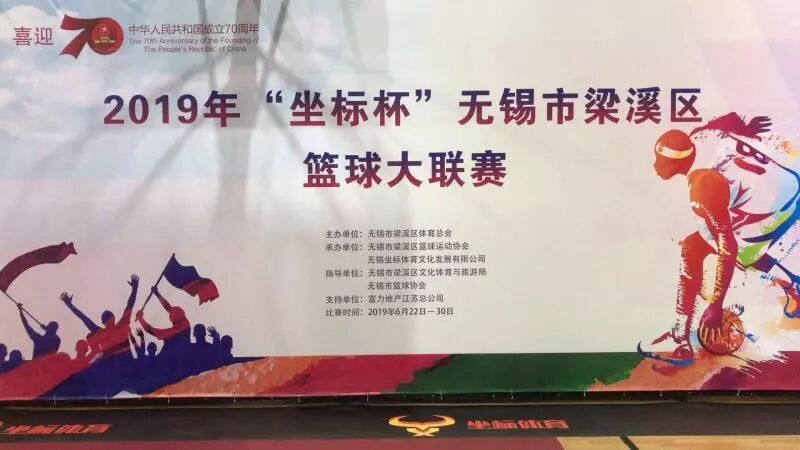 喜迎
70
中华人民共和国成立70周年
The 70th Anniversary of the Founding of
The People's Republic of China
2019年“坐标杯”无锡市梁溪区
篮球大联赛
主办单位：无锡市梁溪区体育总会
承办单位：无锡市梁溪区篮球运动协会
无锡坐标体育文化发展有限公司
指导单位：无锡市梁溪区文化体育与旅游局
无锡市篮球协会
支持单位：富力地产江苏总公司
比赛时间：2019年6月22日—30日
坐标体育
坐标体育